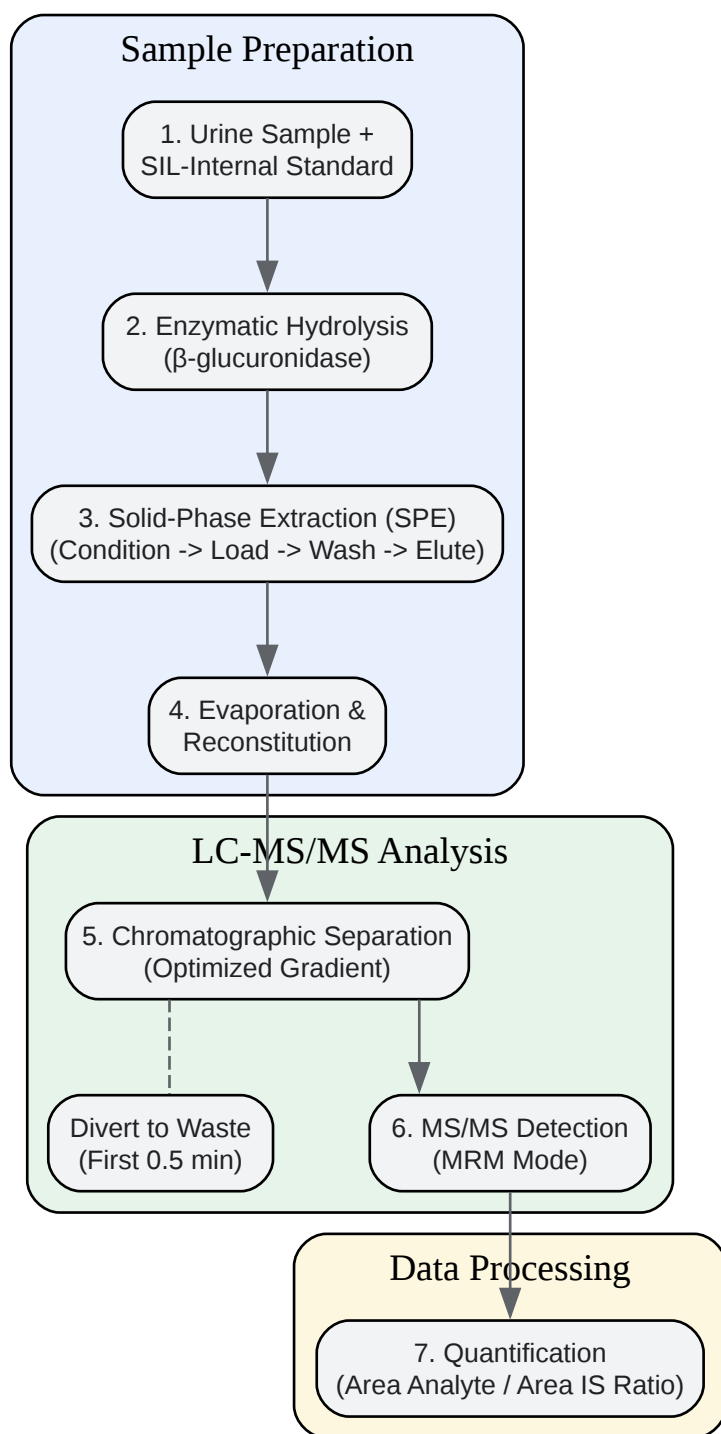 Sample Preparation
1. Urine Sample +
SIL-Internal Standard
2. Enzymatic Hydrolysis
(β-glucuronidase)
3. Solid-Phase Extraction (SPE)
(Condition -> Load -> Wash -> Elute)
4. Evaporation &
Reconstitution
LC-MS/MS Analysis
5. Chromatographic Separation
(Optimized Gradient)
Divert to Waste
(First 0.5 min)
6. MS/MS Detection
(MRM Mode)
Data Processing
7. Quantification
(Area Analyte / Area IS Ratio)